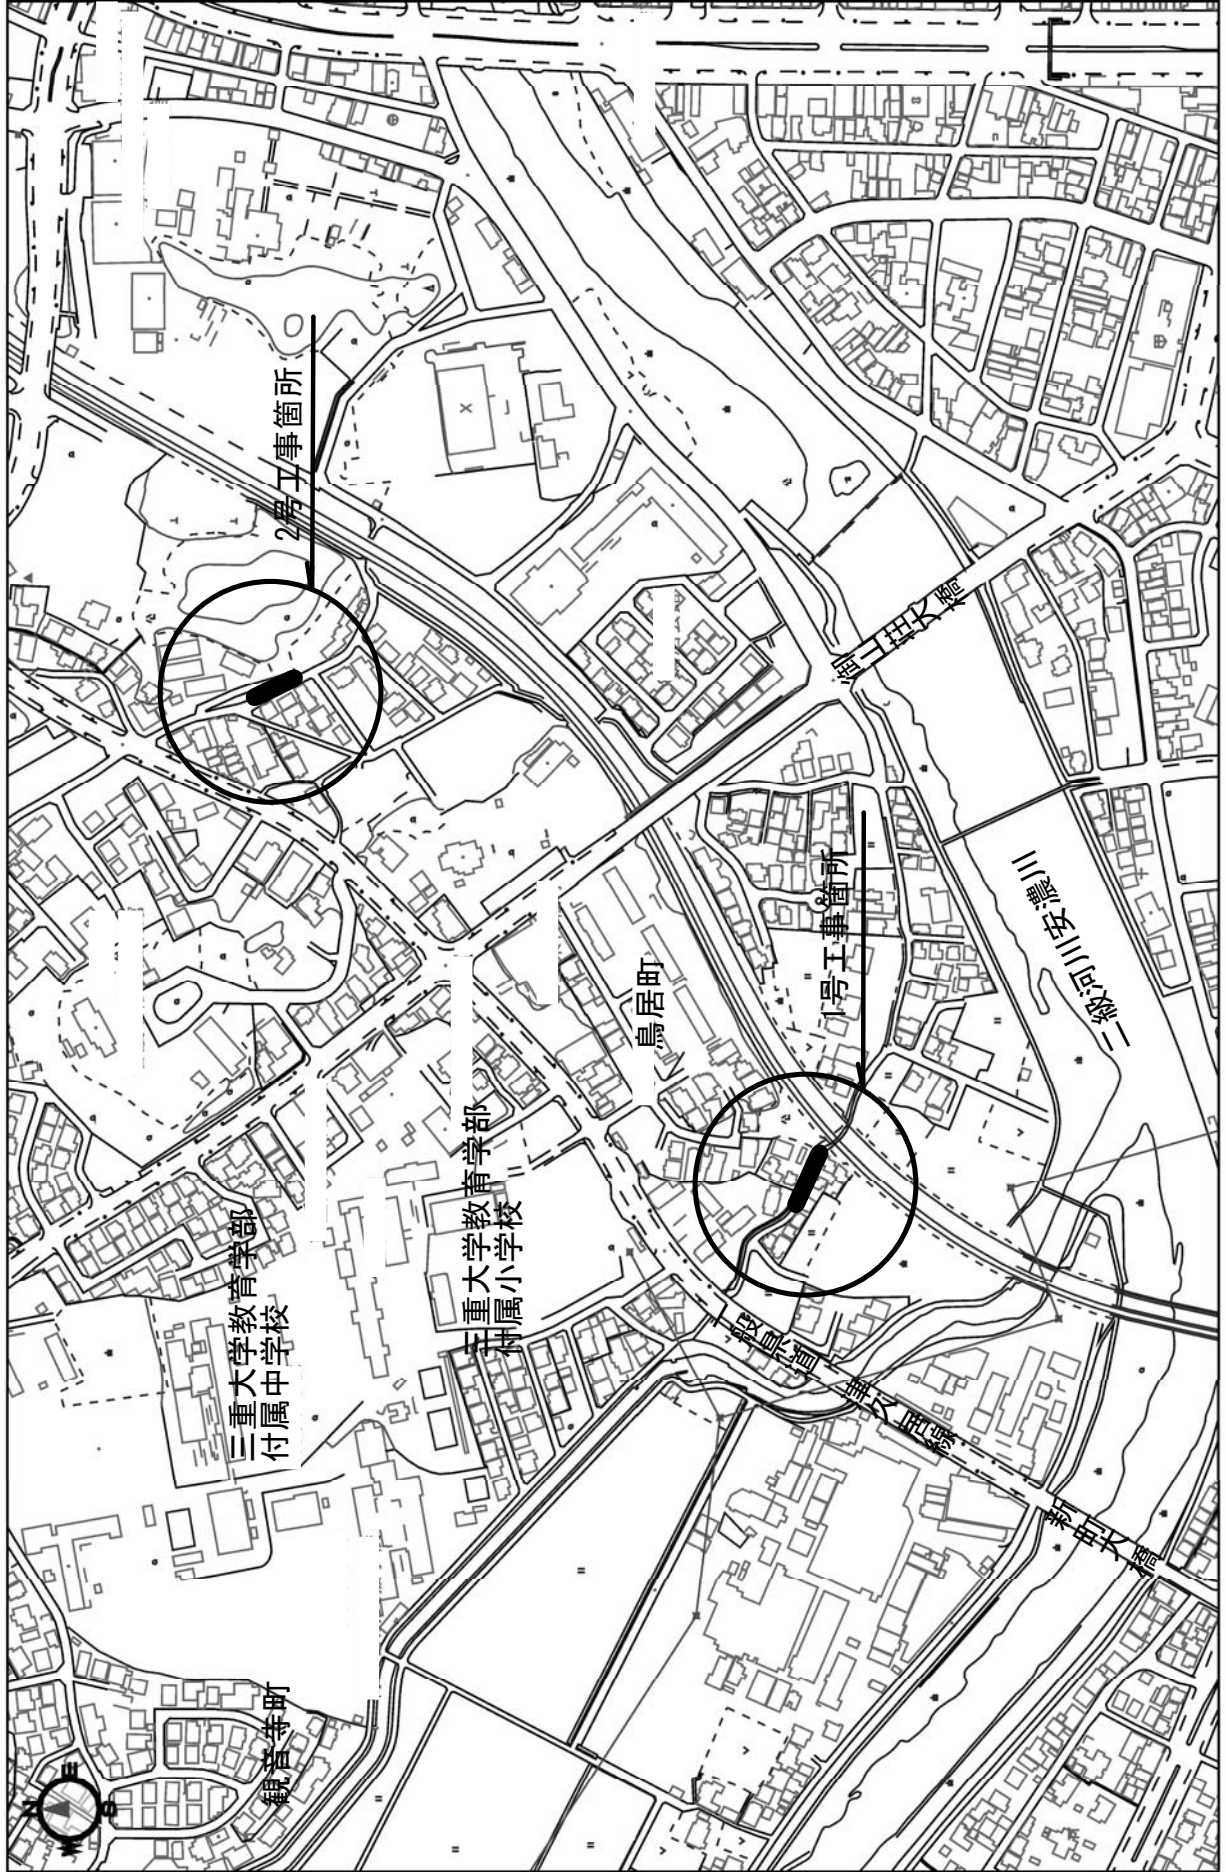 N
E
W
S
観音寺町
三重大学教育学部
付属中学校
三重大学教育学部
付属小学校
2号工事箇所
鳥居町
1号工事箇所
一般県道 津久居線
新町大橋
御山荘大橋
二級河川安濃川